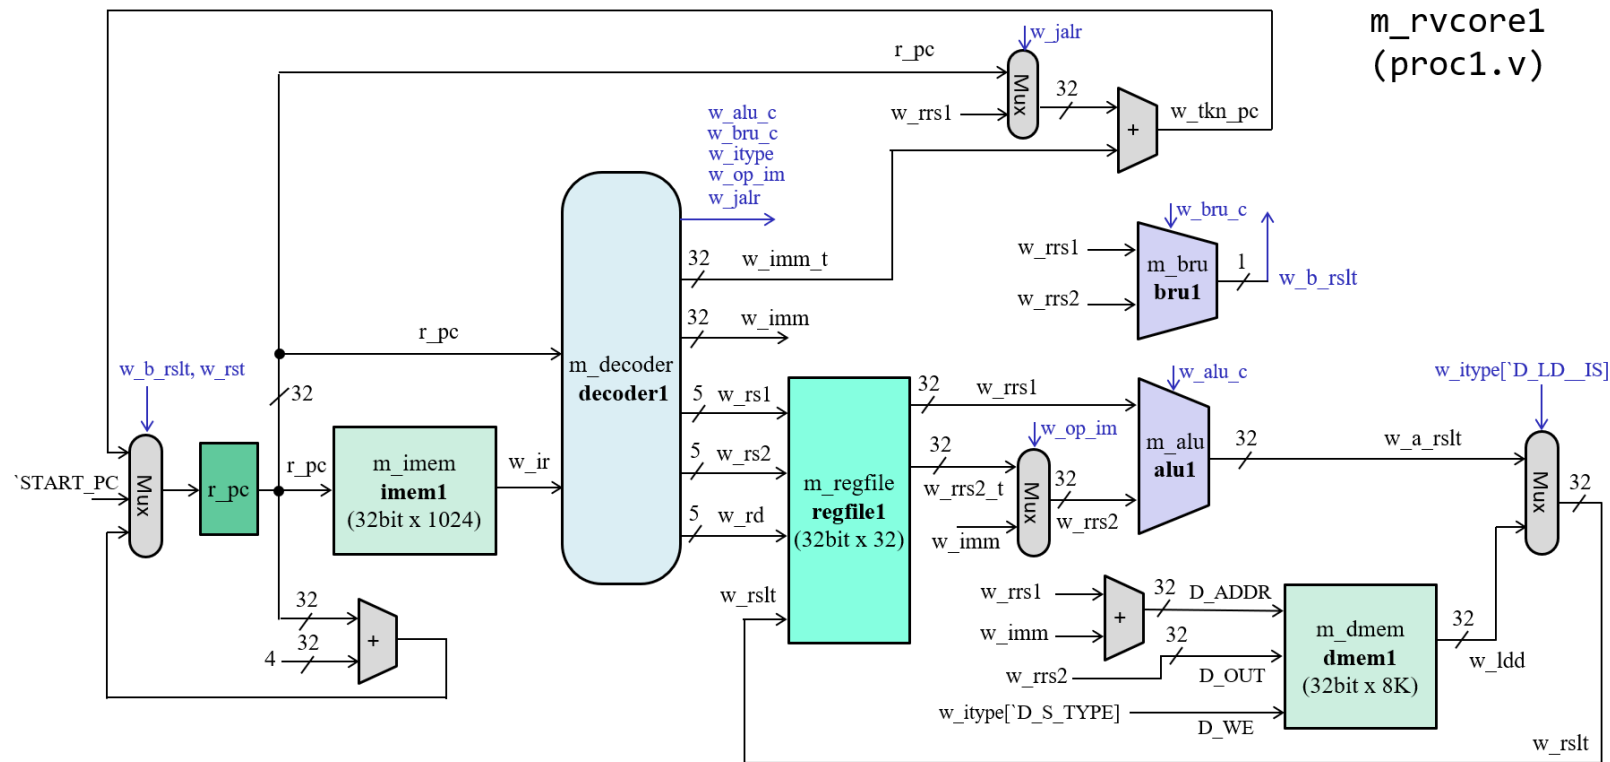 m_rvcore1
(proc1.v)
w_jalr
r_pc
Mux
32
w_rrs1
+
w_tkn_pc
w_alu_c
w_bru_c
w_itype
w_op_im
w_jalr
32
w_imm_t
w_bru_c
w_rrs1
m_bru
bru1
1
w_b_rslt
w_rrs2
32
w_imm
r_pc
m_decoder
decoder1
w_b_rslt, w_rst
32
w_alu_c
w_itype[`D_LD__IS]
5
w_rs1
32
w_rrs1
w_op_im
m_alu
alu1
32
w_a_rslt
Mux
`START_PC
Mux
r_pc
r_pc
m_imem
imem1
(32bit x 1024)
w_ir
5
w_rs2
m_regfile
regfile1
(32bit x 32)
32
w_rrs2_t
Mux
32
w_rrs2
w_imm
32
5
w_rd
w_rslt
32
4
32
+
w_rrs1
w_imm
+
32
D_ADDR
w_rrs2
32
D_OUT
m_dmem
dmem1
(32bit x 8K)
32
w_ldd
w_itype[`D_S_TYPE]
D_WE
w_rslt